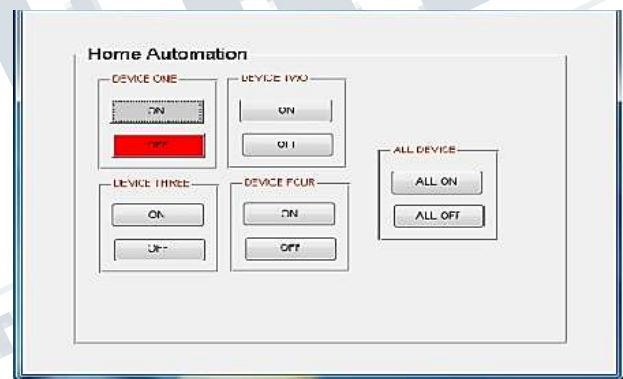 Home Automation
DEVICE ONE
ON
OFF
DEVICE TWO
ON
OFF
DEVICE THREE
ON
OFF
DEVICE FOUR
ON
OFF
ALL DEVICE
ALL ON
ALL OFF